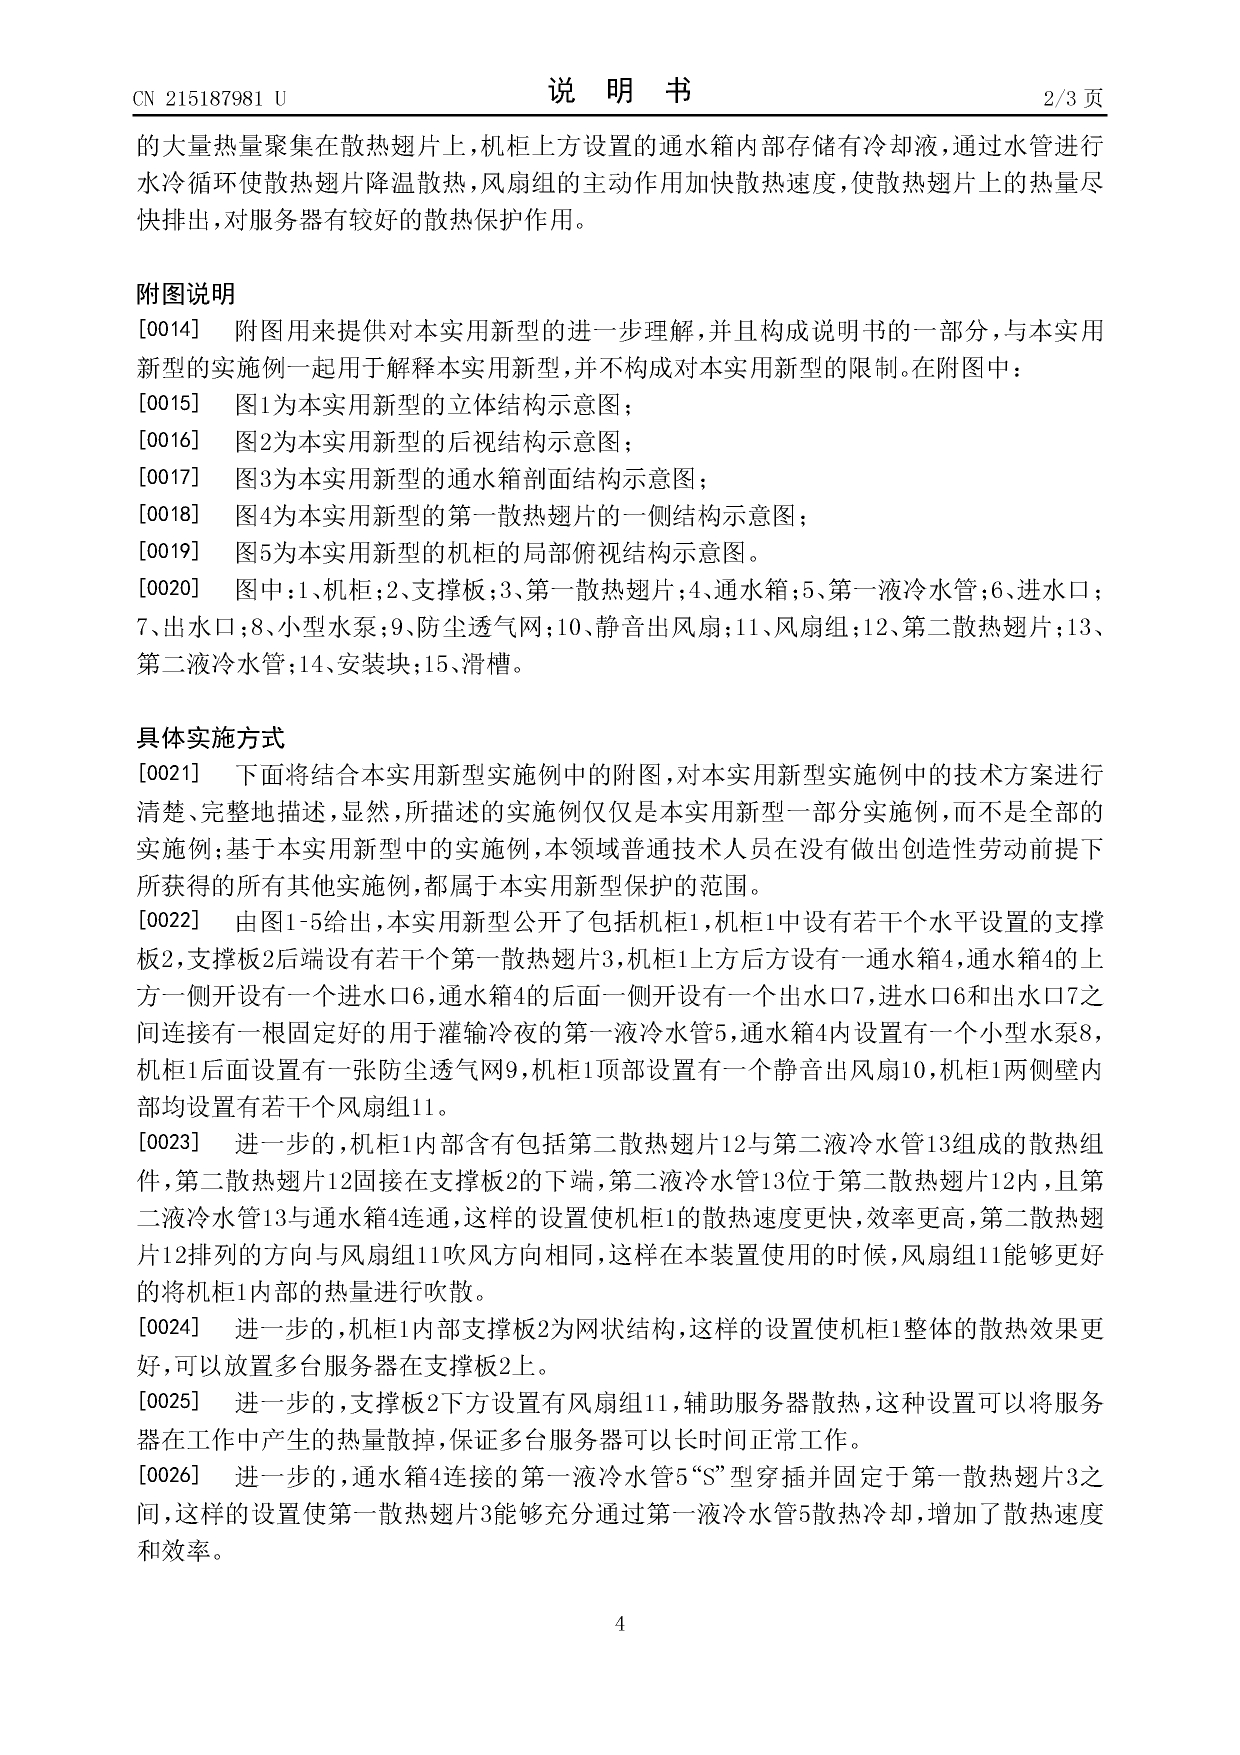 CN 215187981 U
说 明 书
2/3 页
的大量热量聚集在散热翅片上,机柜上方设置的通水箱内部存储有冷却液,通过水管进行
水冷循环使散热翅片降温散热,风扇组的主动作用加快散热速度,使散热翅片上的热量尽
快排出,对服务器有较好的散热保护作用。
附图说明
[0014] 附图用来提供对本实用新型的进一步理解,并且构成说明书的一部分,与本实用
新型的实施例一起用于解释本实用新型,并不构成对本实用新型的限制。在附图中：
[0015] 图1为本实用新型的立体结构示意图；
[0016] 图2为本实用新型的后视结构示意图；
[0017] 图3为本实用新型的通水箱剖面结构示意图；
[0018] 图4为本实用新型的第一散热翅片的一侧结构示意图；
[0019] 图5为本实用新型的机柜的局部俯视结构示意图。
[0020] 图中:1、机柜;2、支撑板;3、第一散热翅片;4、通水箱;5、第一液冷水管;6、进水口;
7、出水口;8、小型水泵;9、防尘透气网;10、静音出风扇;11、风扇组;12、第二散热翅片;13、
第二液冷水管;14、安装块;15、滑槽。
具体实施方式
[0021] 下面将结合本实用新型实施例中的附图,对本实用新型实施例中的技术方案进行
清楚、完整地描述,显然,所描述的实施例仅仅是本实用新型一部分实施例,而不是全部的
实施例;基于本实用新型中的实施例,本领域普通技术人员在没有做出创造性劳动前提下
所获得的所有其他实施例,都属于本实用新型保护的范围。
[0022] 由图1-5给出,本实用新型公开了包括机柜1,机柜1中设有若干个水平设置的支撑
板2,支撑板2后端设有若干个第一散热翅片3,机柜1上方后方设有一通水箱4,通水箱4的上
方一侧开设有一个进水口6,通水箱4的后面一侧开设有一个出水口7,进水口6和出水口7之
间连接有一根固定好的用于灌输冷夜的第一液冷水管5,通水箱4内设置有一个小型水泵8,
机柜1后面设置有一张防尘透气网9,机柜1顶部设置有一个静音出风扇10,机柜1两侧壁内
部均设置有若干个风扇组11。
[0023] 进一步的,机柜1内部含有包括第二散热翅片12与第二液冷水管13组成的散热组
件,第二散热翅片12固接在支撑板2的下端,第二液冷水管13位于第二散热翅片12内,且第
二液冷水管13与通水箱4连通,这样的设置使机柜1的散热速度更快,效率更高,第二散热翅
片12排列的方向与风扇组11吹风方向相同,这样在本装置使用的时候,风扇组11能够更好
的将机柜1内部的热量进行吹散。
[0024] 进一步的,机柜1内部支撑板2为网状结构,这样的设置使机柜1整体的散热效果更
好,可以放置多台服务器在支撑板2上。
[0025] 进一步的,支撑板2下方设置有风扇组11,辅助服务器散热,这种设置可以将服务
器在工作中产生的热量散掉,保证多台服务器可以长时间正常工作。
[0026] 进一步的,通水箱4连接的第一液冷水管5“S”型穿插并固定于第一散热翅片3之
间,这样的设置使第一散热翅片3能够充分通过第一液冷水管5散热冷却,增加了散热速度
和效率。
4